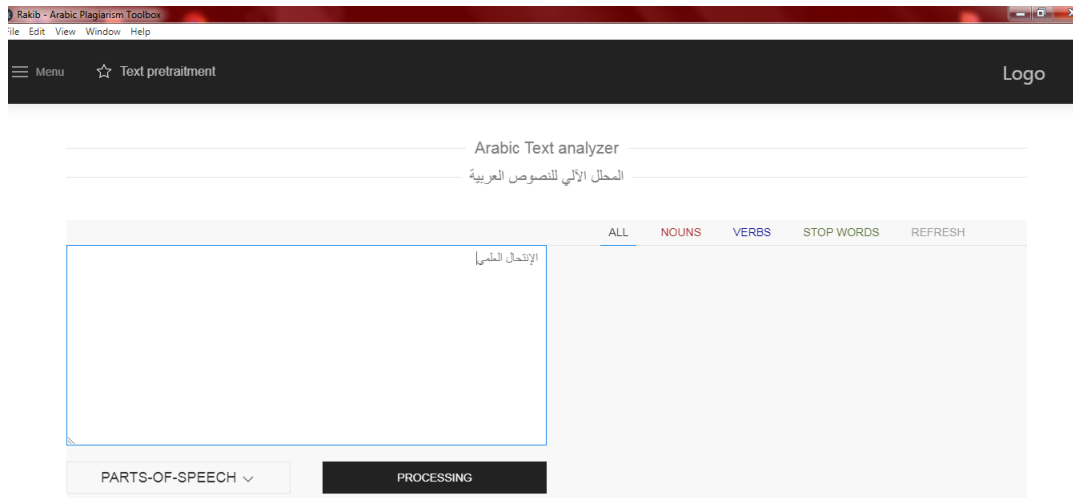 Rakib - Arabic Plagiarism Toolbox
File Edit View Window Help
Menu Text pretraitment Logo
Arabic Text analyzer
المحلل الآلي للنصوص العربية
ALL NOUNS VERBS STOP WORDS REFRESH
الإنتحال العلمي
PARTS-OF-SPEECH PROCESSING